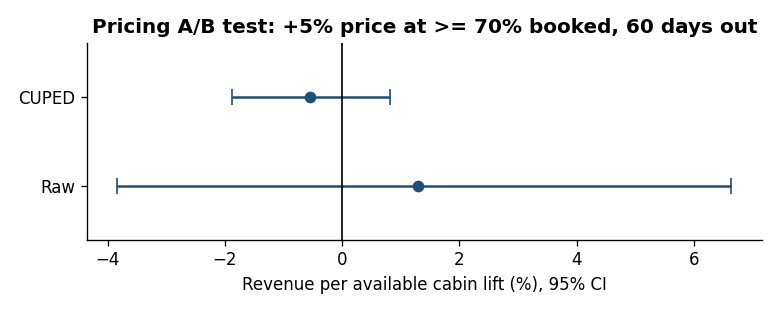 Pricing A/B test: +5% price at >= 70% booked, 60 days out
CUPED
Raw
−4 −2 0 2 4 6
Revenue per available cabin lift (%), 95% CI